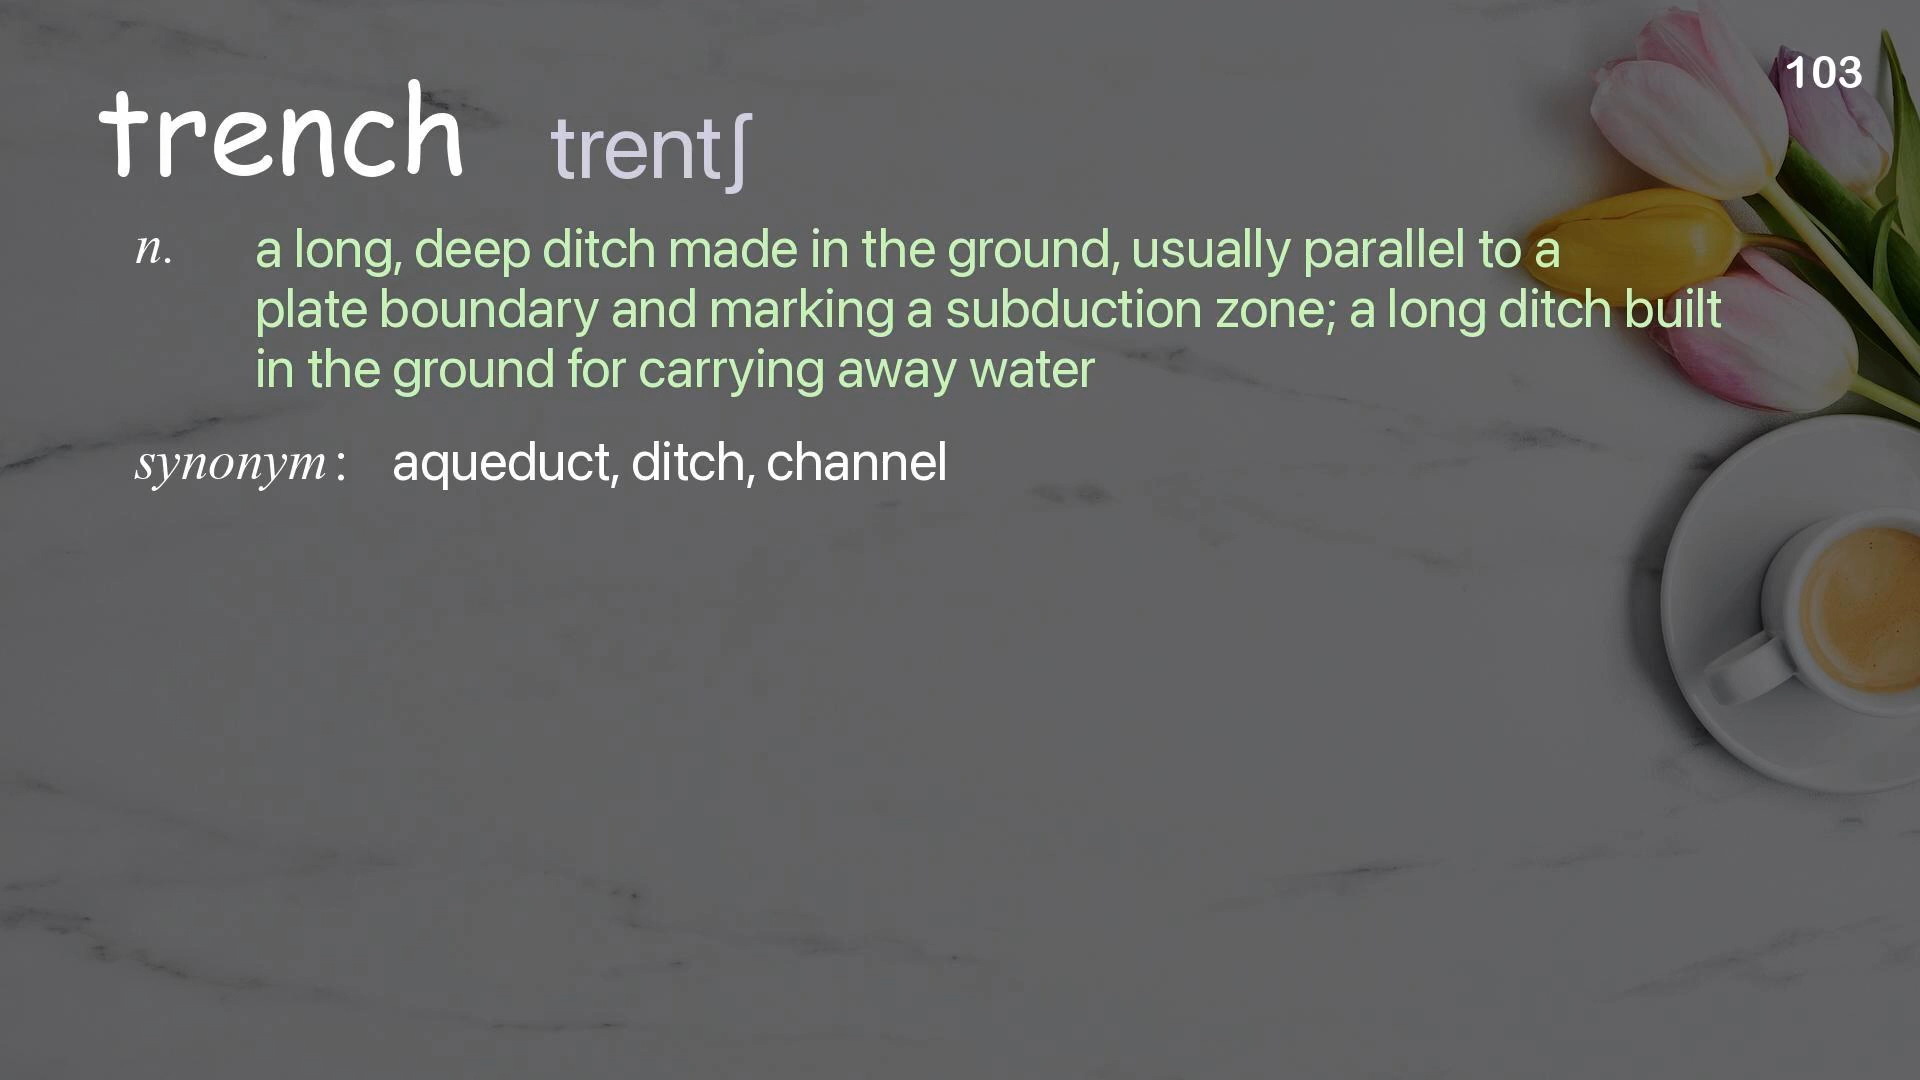 103
trench trentʃ
n. a long, deep ditch made in the ground, usually parallel to a
plate boundary and marking a subduction zone; a long ditch built
in the ground for carrying away water
synonym: aqueduct, ditch, channel